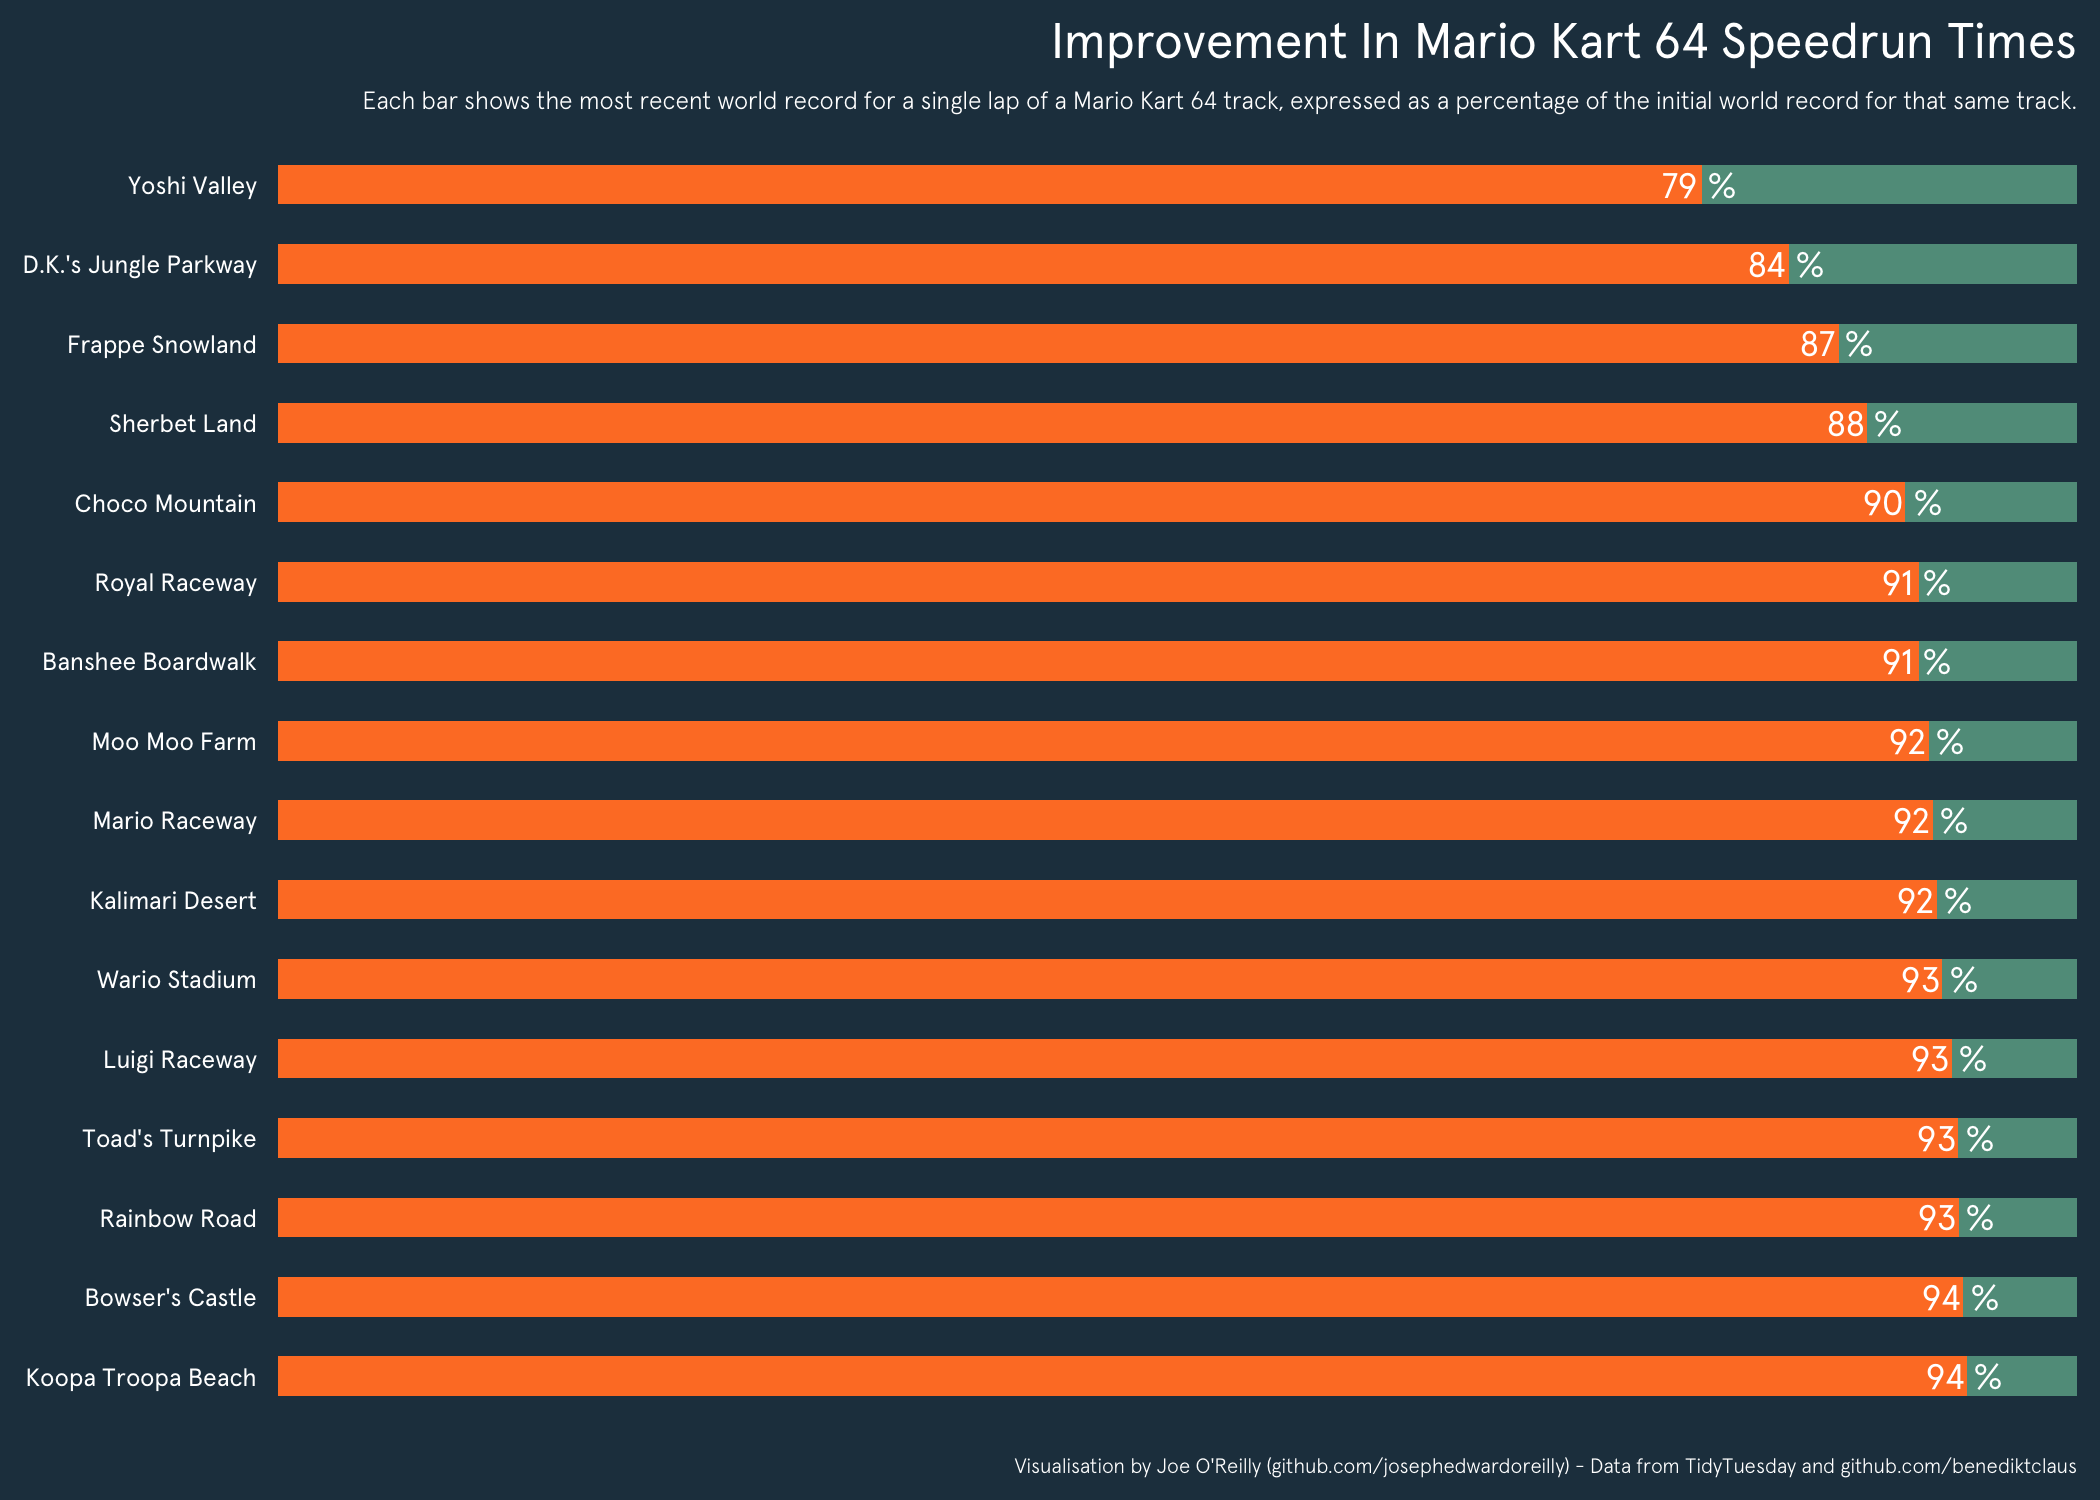 Improvement In Mario Kart 64 Speedrun Times
Each bar shows the most recent world record for a single lap of a Mario Kart 64 track, expressed as a percentage of the initial world record for that same track.
Yoshi Valley 79 %
D.K.'s Jungle Parkway 84 %
Frappe Snowland 87 %
Sherbet Land 88 %
Choco Mountain 90 %
Royal Raceway 91 %
Banshee Boardwalk 91 %
Moo Moo Farm 92 %
Mario Raceway 92 %
Kalimari Desert 92 %
Wario Stadium 93 %
Luigi Raceway 93 %
Toad's Turnpike 93 %
Rainbow Road 93 %
Bowser's Castle 94 %
Koopa Troopa Beach 94 %
Visualisation by Joe O'Reilly (github.com/josephedwardoreilly) - Data from TidyTuesday and github.com/benediktclaus